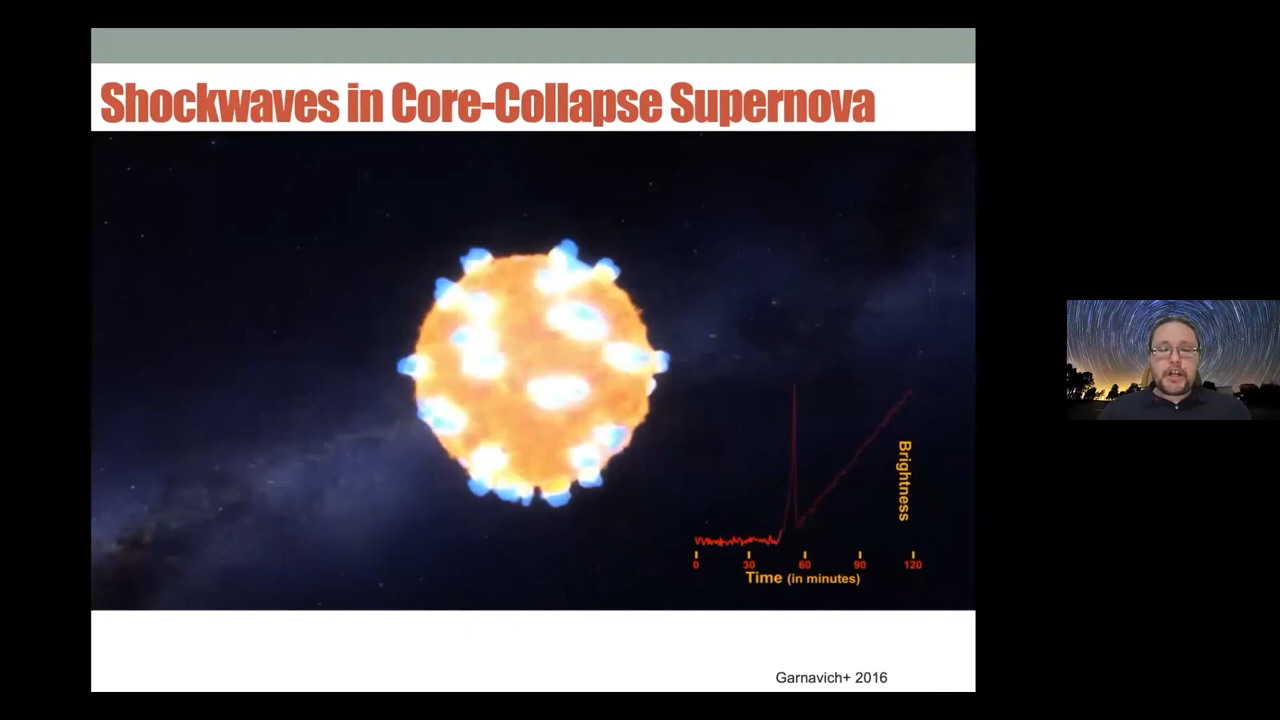 Shockwaves in Core-Collapse Supernova
Brightness
0 30 60 90 120
Time (in minutes)
Garnavich+ 2016